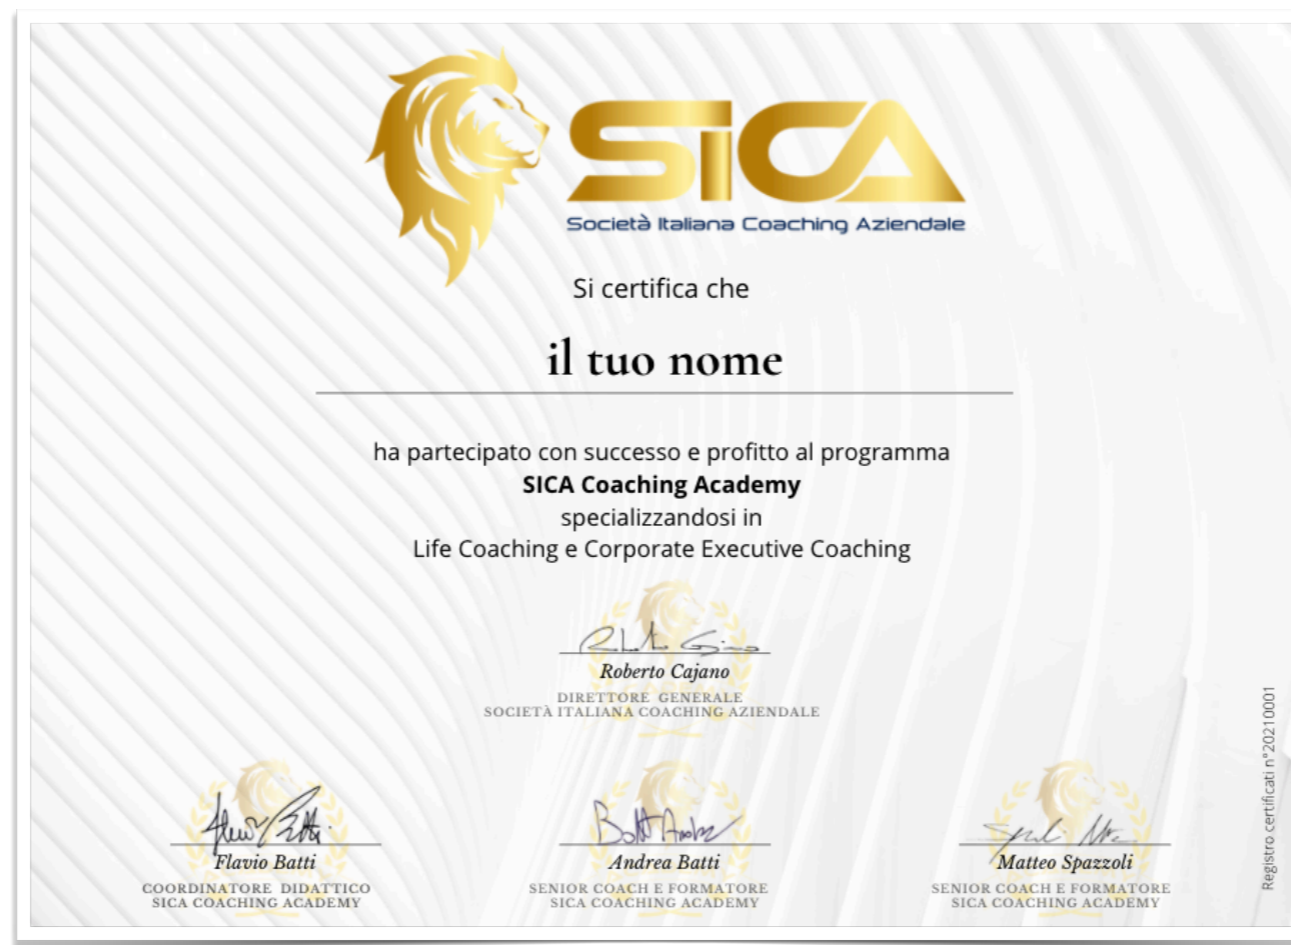 SiCA
Società Italiana Coaching Aziendale
Si certifica che
il tuo nome
ha partecipato con successo e profitto al programma
SICA Coaching Academy
specializzandosi in
Life Coaching e Corporate Executive Coaching
Roberto Cajano
DIRETTORE GENERALE
SOCIETÀ ITALIANA COACHING AZIENDALE
Flavio Batti
COORDINATORE DIDATTICO
SICA COACHING ACADEMY
Andrea Batti
SENIOR COACH E FORMATORE
SICA COACHING ACADEMY
Matteo Spazzoli
SENIOR COACH E FORMATORE
SICA COACHING ACADEMY
Registro certificati n°20210001